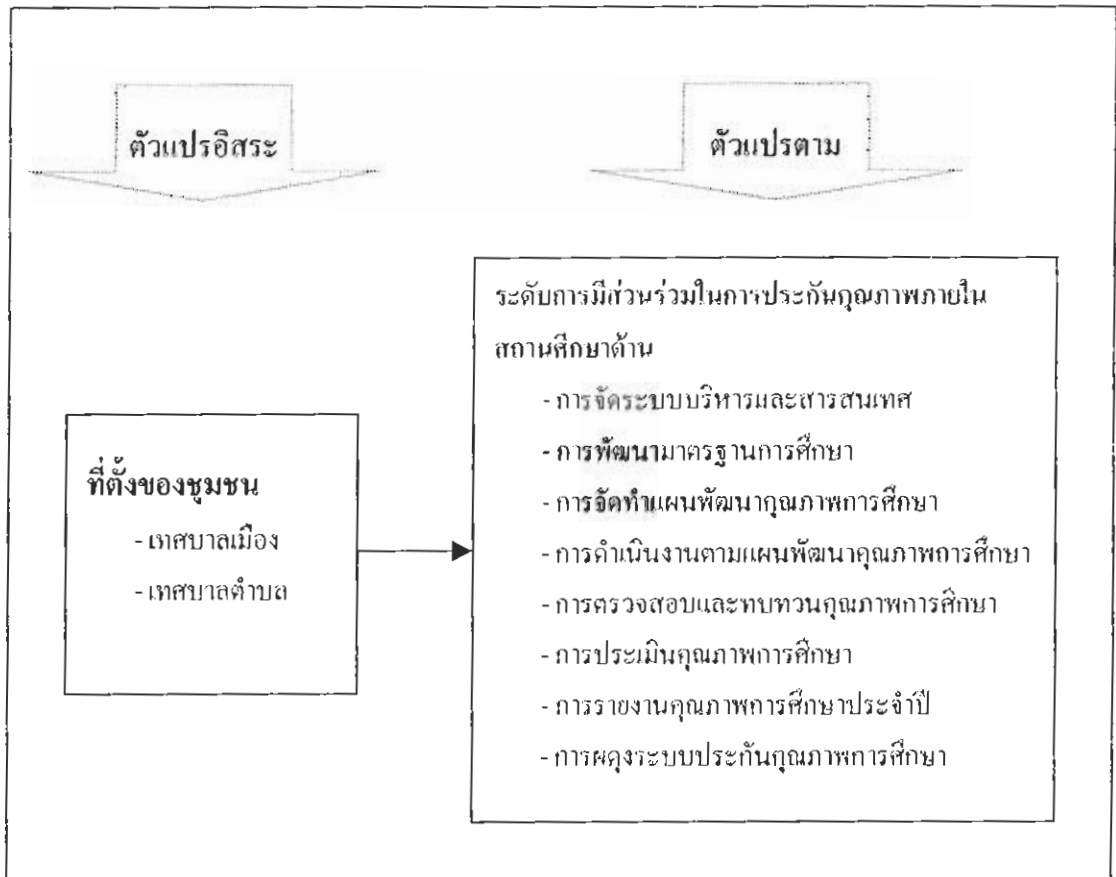 ตัวแปรอิสระ
ตัวแปรตาม
ที่ตั้งของชุมชน
- เทศบาลเมือง
- เทศบาลตำบล
ระดับการมีส่วนร่วมในการประกันคุณภาพภายใน
สถานศึกษาด้าน
- การจัดระบบบริหารและสารสนเทศ
- การพัฒนามาตรฐานการศึกษา
- การจัดทำแผนพัฒนาคุณภาพการศึกษา
- การดำเนินงานตามแผนพัฒนาคุณภาพการศึกษา
- การตรวจสอบและทบทวนคุณภาพการศึกษา
- การประเมินคุณภาพการศึกษา
- การรายงานคุณภาพการศึกษาประจำปี
- การผดุงระบบประกันคุณภาพการศึกษา